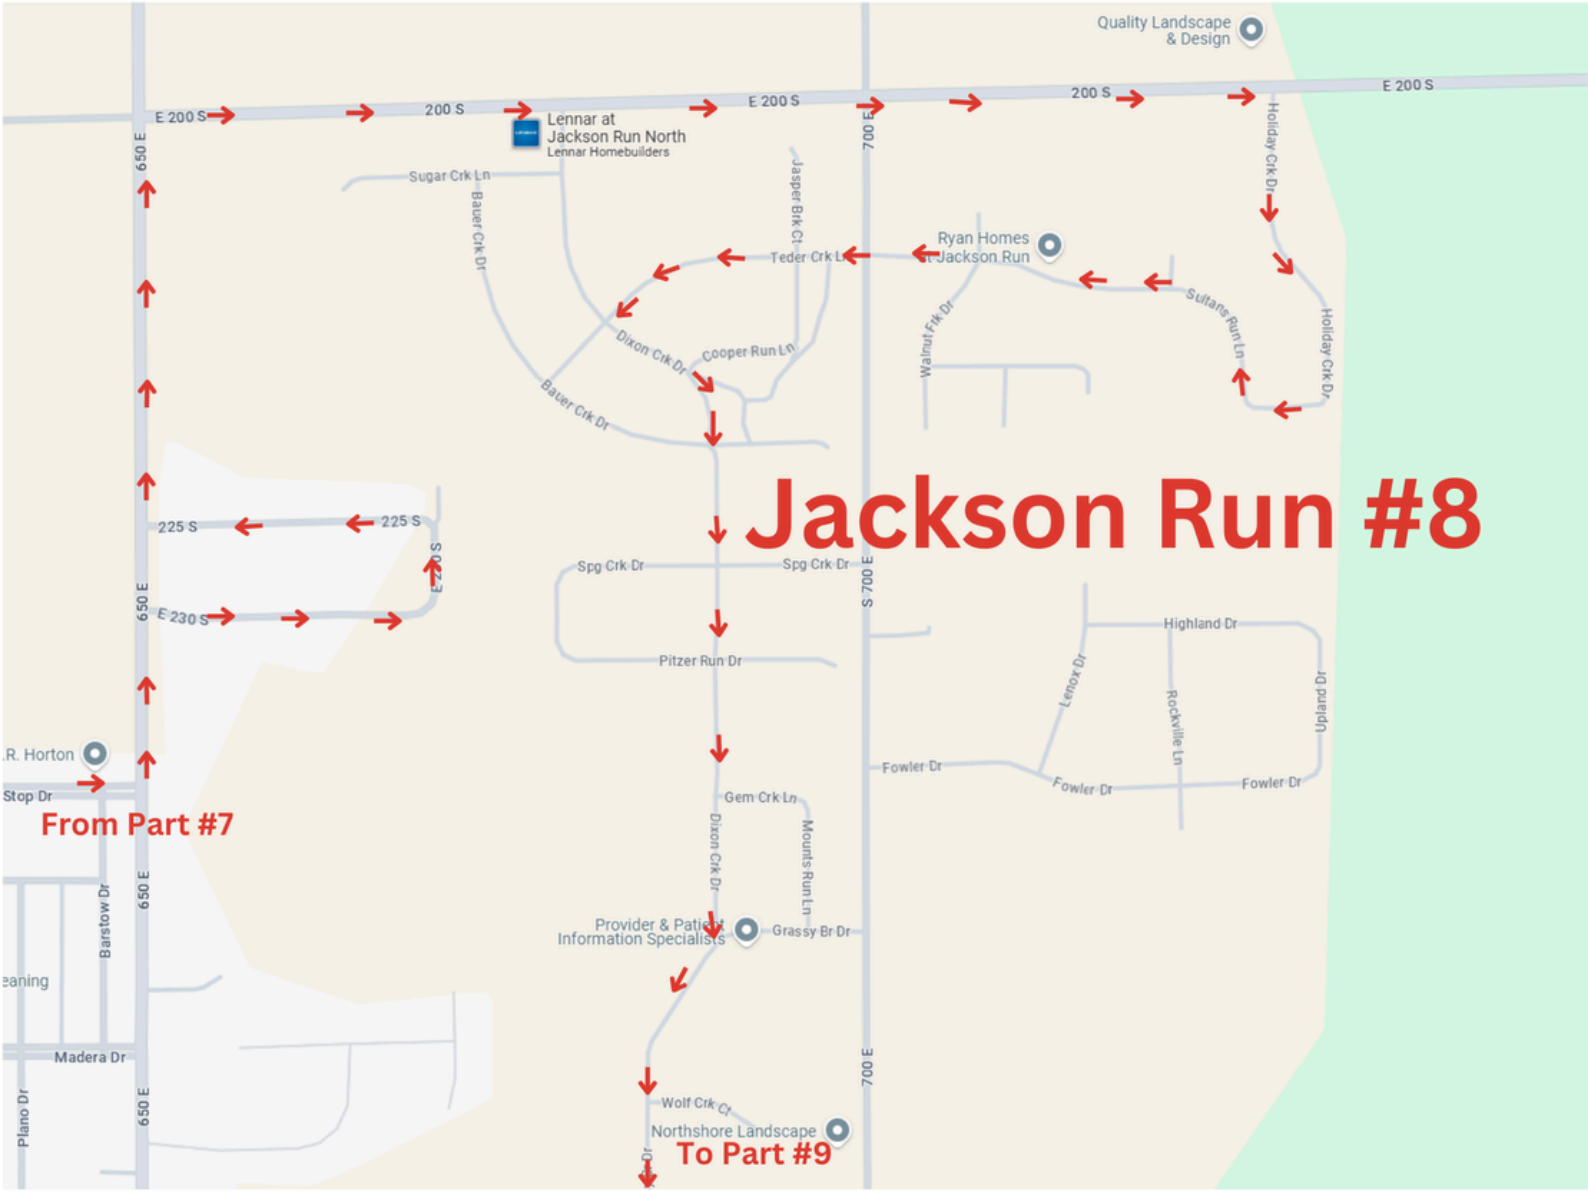 Quality Landscape
& Design
E 200 S
200 S
E 200 S
200 S
E 200 S
650 E
700 E
Lennar at
Jackson Run North
Lennar Homebuilders
Holiday Crk Dr
Sugar Crk Ln
Bauer Crk Dr
Jasper Brk Ct
Teder Crk
Ryan Homes
Jackson Run
Sultans Run Ln
Holiday Crk Dr
Walnut Frk Dr
Dixon Crk Dr
Cooper Run Ln
Bauer Crk Dr
Jackson Run #8
225 S
225 S
Spg Crk Dr
Spg Crk Dr
S 700 E
650 E
E 230 S
Highland Dr
Pitzer Run Dr
Lenox Dr
Rockville Ln
Upland Dr
.R. Horton
Stop Dr
From Part #7
Fowler Dr
Fowler Dr
Fowler Dr
Gem Crk Ln
Dixon Crk Dr
Mounts Run Ln
650 E
Barstow Dr
Provider & Patient
Information Specialists
Grassy Br Dr
eaning
Madera Dr
700 E
650 E
Plano Dr
Wolf Crk Ct
Northshore Landscape
To Part #9
Dr